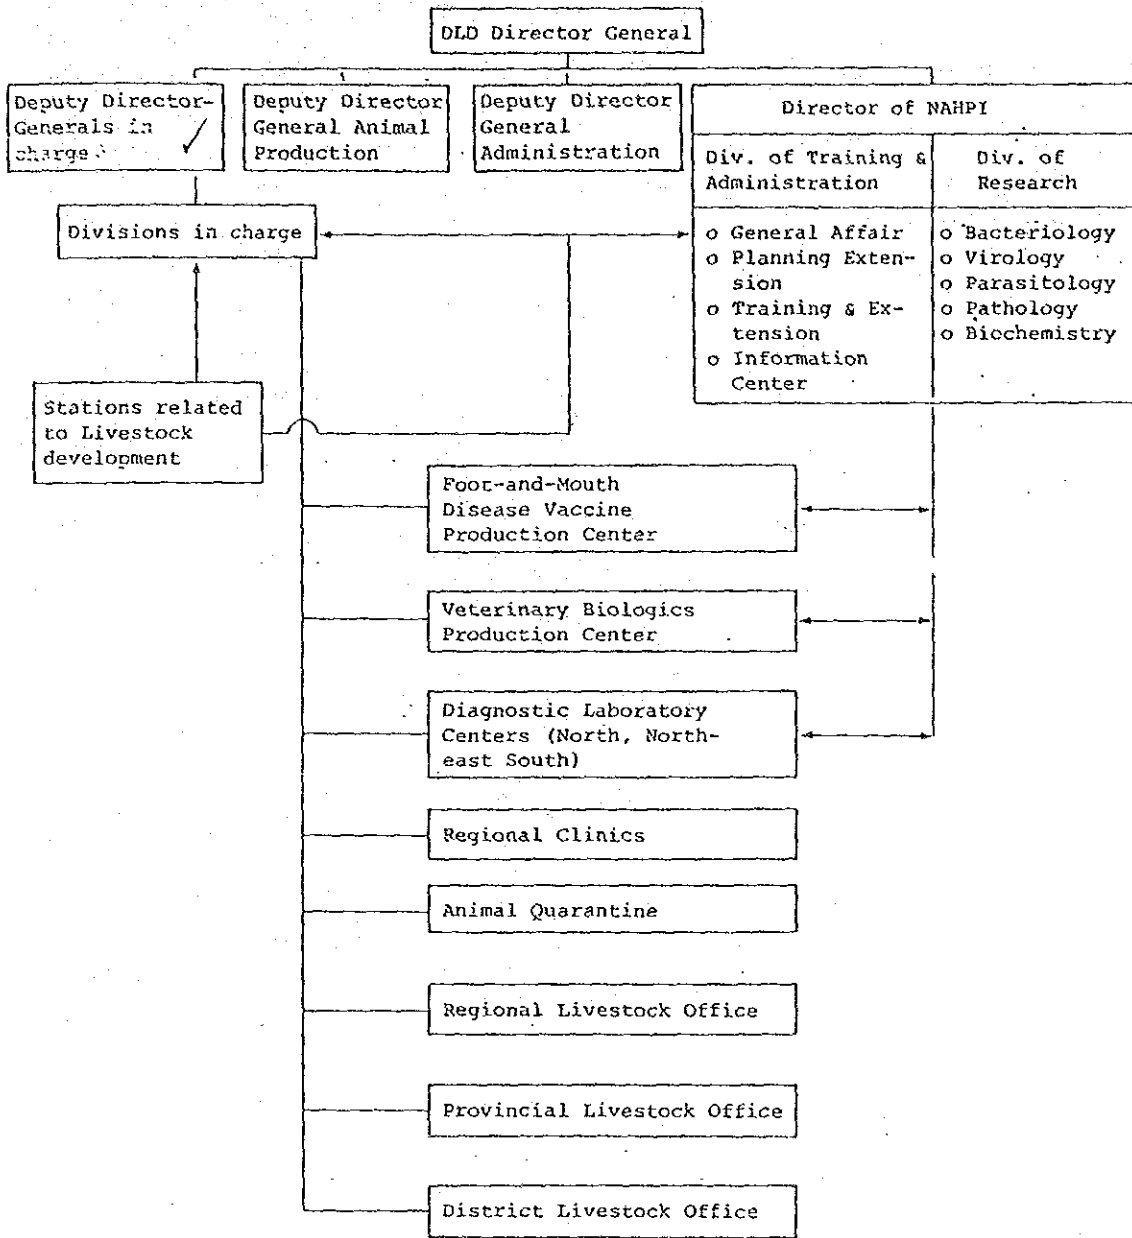 DLD Director General
Deputy Director-
Generals in
charge
Deputy Director
General Animal
Production
Deputy Director
General
Administration
Director of NAHPI
Div. of Training &
Administration
Div. of
Research
o General Affair
o Planning Exten-
sion
o Training & Ex-
tension
o Information
Center
o Bacteriology
o Virology
o Parasitology
o Pathology
o Biochemistry
Divisions in charge
Stations related
to Livestock
development
Foot-and-Mouth
Disease Vaccine
Production Center
Veterinary Biologics
Production Center
Diagnostic Laboratory
Centers (North, North-
east South)
Regional Clinics
Animal Quarantine
Regional Livestock Office
Provincial Livestock Office
District Livestock Office